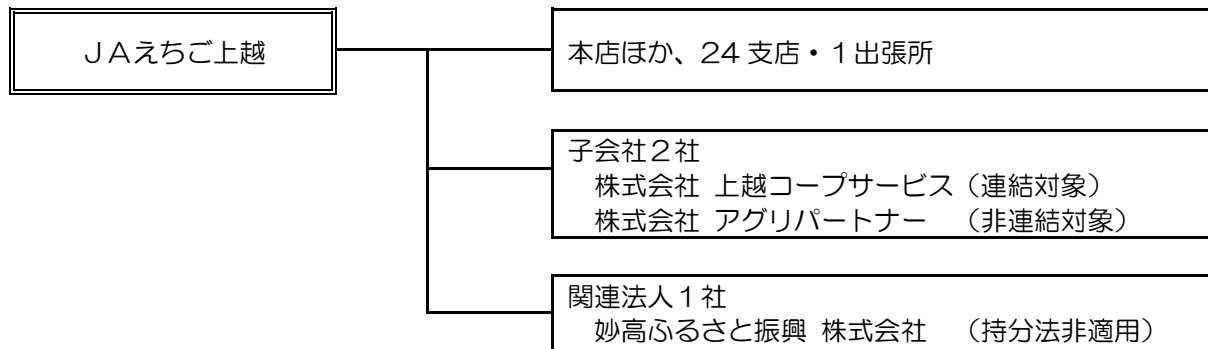 ＪＡえちご上越
本店ほか、24 支店・１出張所
子会社２社
株式会社 上越コープサービス（連結対象）
株式会社 アグリパートナー　（非連結対象）
関連法人１社
妙高ふるさと振興 株式会社　（持分法非適用）